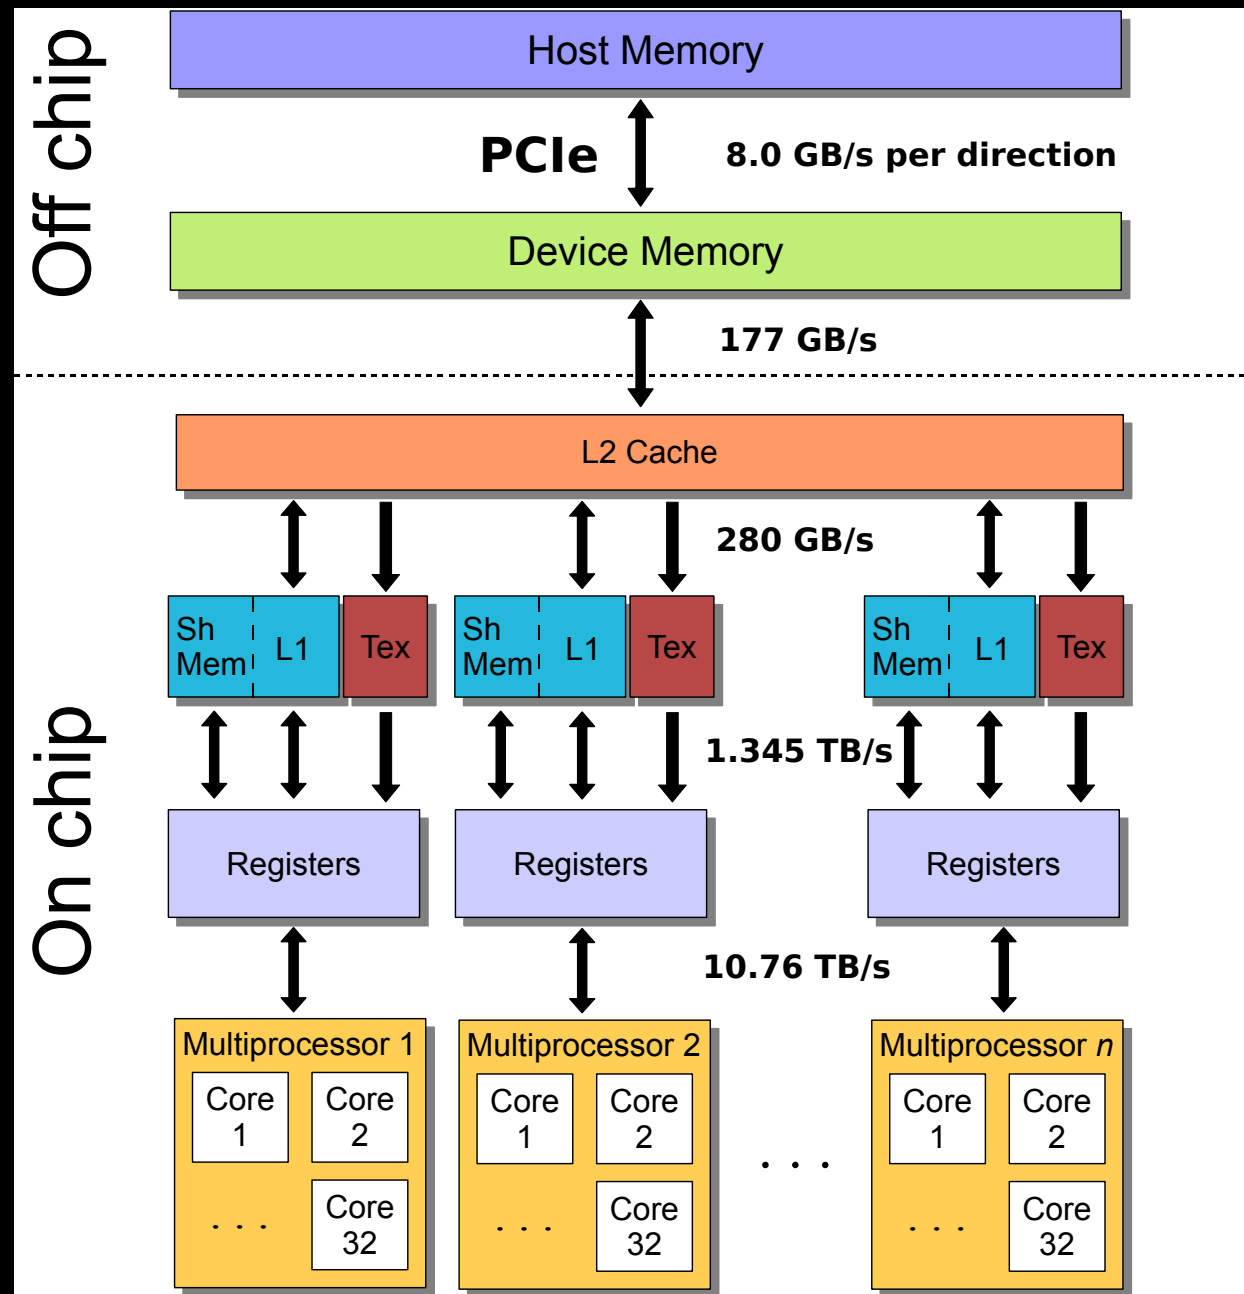 Off chip
Host Memory
PCIe
8.0 GB/s per direction
Device Memory
177 GB/s
On chip
L2 Cache
280 GB/s
Sh
Mem
L1
Tex
Sh
Mem
L1
Tex
Sh
Mem
L1
Tex
1.345 TB/s
Registers
Registers
Registers
10.76 TB/s
Multiprocessor 1
Core
1
Core
2
. . .
Core
32
Multiprocessor 2
Core
1
Core
2
. . .
Core
32
. . .
Multiprocessor n
Core
1
Core
2
. . .
Core
32